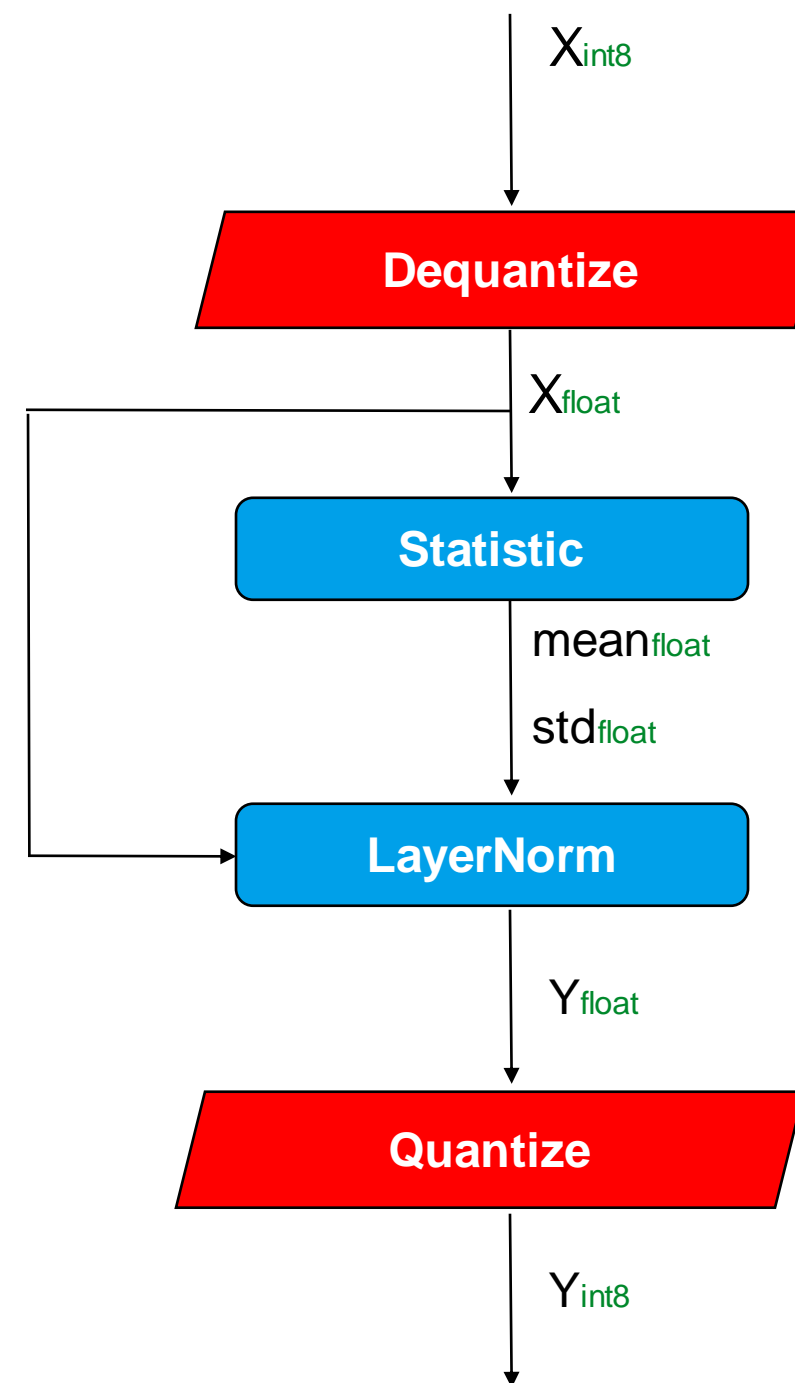 Xint8
Dequantize
Xfloat
Statistic
meanfloat
stdfloat
LayerNorm
Yfloat
Quantize
Yint8